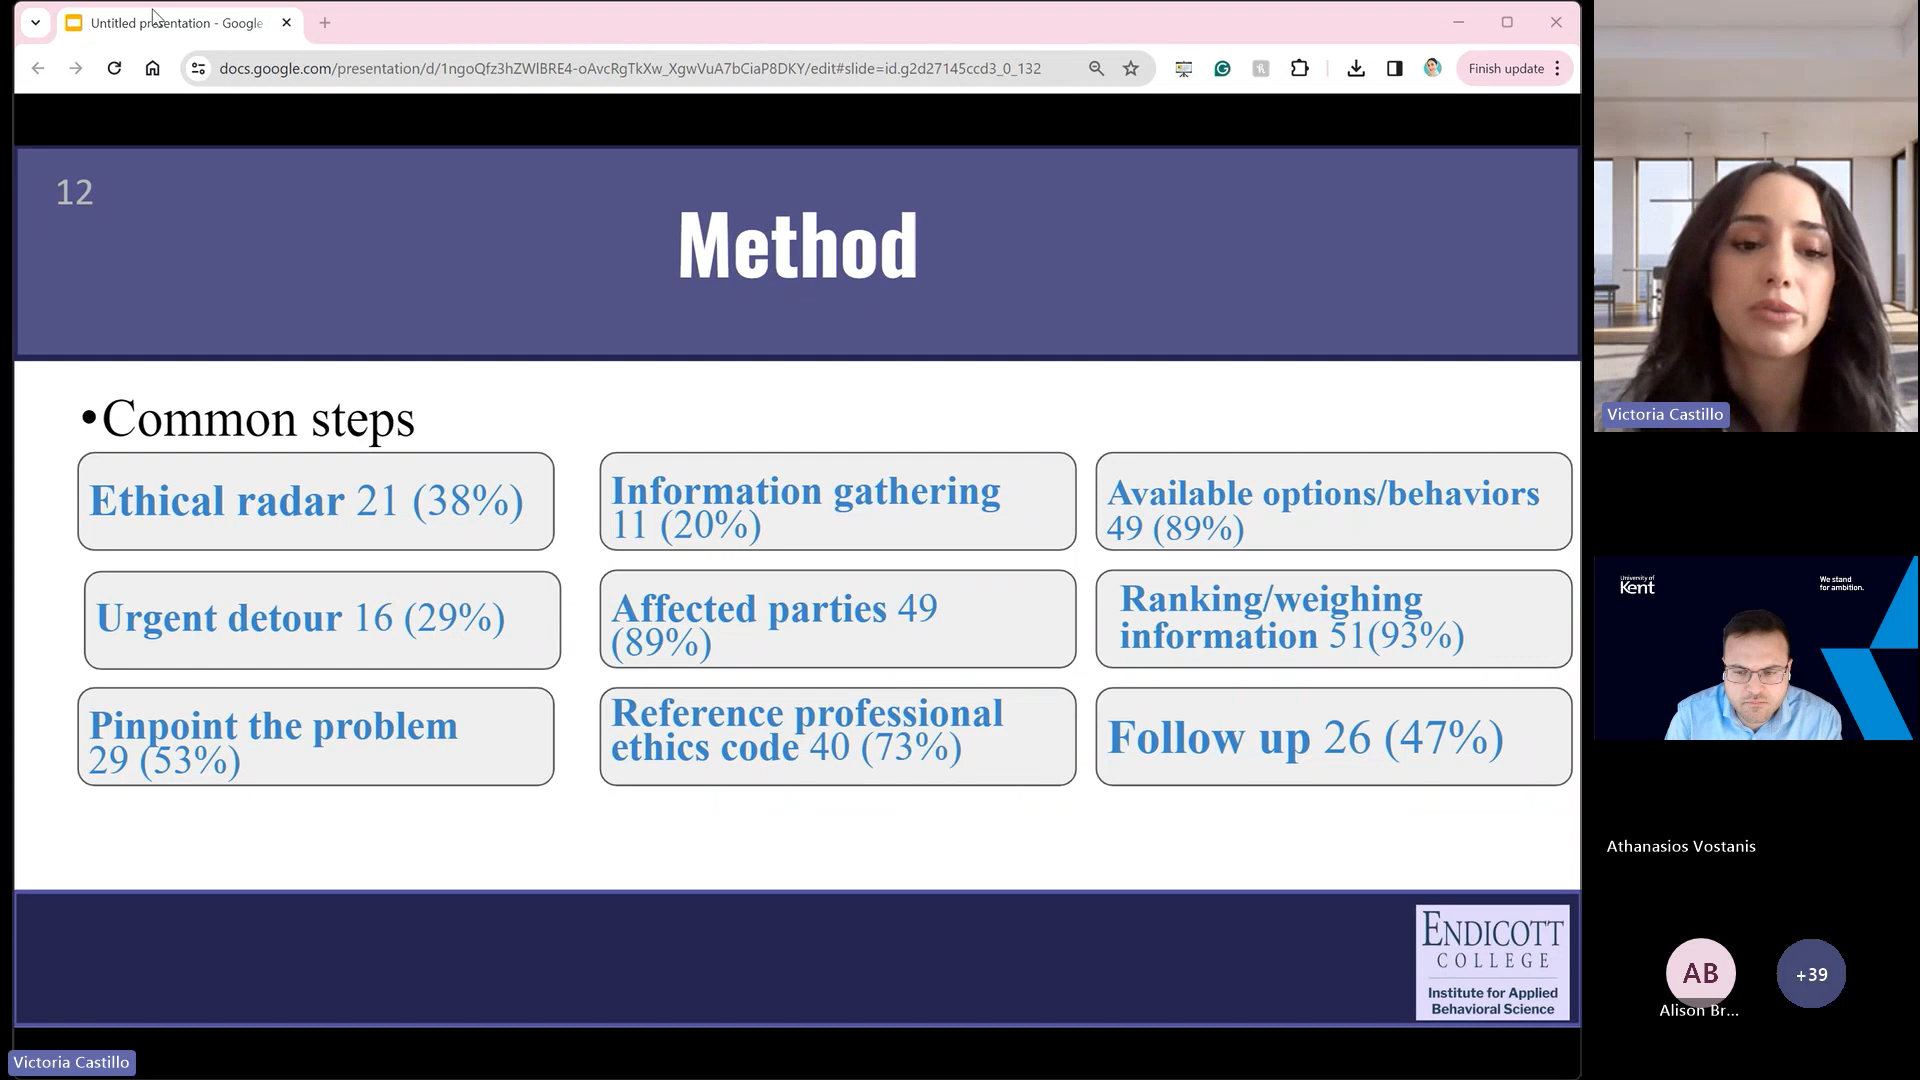 Untitled presentation - Google
docs.google.com/presentation/d/1ngoQfz3hZWlBRE4-oAvcRgTkXw_XgwVuA7bCiaP8DKY/edit#slide=id.g2d27145ccd3_0_132
Finish update
12
Method
•Common steps
Ethical radar 21 (38%)
Information gathering
11 (20%)
Available options/behaviors
49 (89%)
Urgent detour 16 (29%)
Affected parties 49
(89%)
Ranking/weighing
information 51(93%)
Pinpoint the problem
29 (53%)
Reference professional
ethics code 40 (73%)
Follow up 26 (47%)
ENDICOTT
COLLEGE
Institute for Applied
Behavioral Science
Victoria Castillo
Victoria Castillo
University of
Kent
We stand
for ambition.
Athanasios Vostanis
AB
Alison Br...
+39